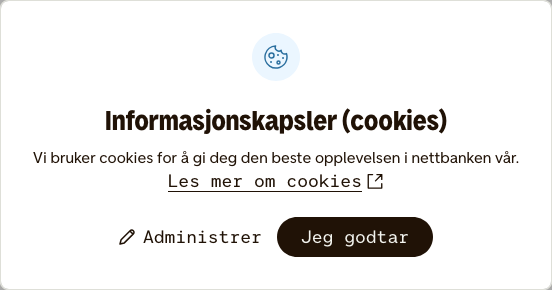 Informasjonskapsler (cookies)
Vi bruker cookies for å gi deg den beste opplevelsen i nettbanken vår.
Les mer om cookies
Administrer
Jeg godtar